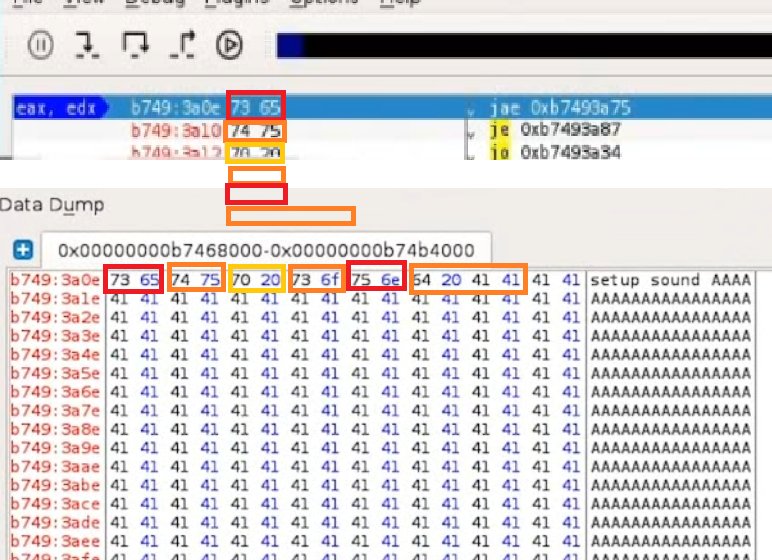 File View Debug Plugins Options Help
eax, edx b749:3a0e 73 65 jae 0xb7493a75
b749:3a10 74 75 je 0xb7493a87
b749:3a12 70 20 jo 0xb7493a34
Data Dump
0x00000000b7468000-0x00000000b74b4000
b749:3a0e 73 65 74 75 70 20 73 6f 75 6e 64 20 41 41 41 41 setup sound AAAA
b749:3a1e 41 41 41 41 41 41 41 41 41 41 41 41 41 41 41 41 AAAAAAAAAAAAAAAA
b749:3a2e 41 41 41 41 41 41 41 41 41 41 41 41 41 41 41 41 AAAAAAAAAAAAAAAA
b749:3a3e 41 41 41 41 41 41 41 41 41 41 41 41 41 41 41 41 AAAAAAAAAAAAAAAA
b749:3a4e 41 41 41 41 41 41 41 41 41 41 41 41 41 41 41 41 AAAAAAAAAAAAAAAA
b749:3a5e 41 41 41 41 41 41 41 41 41 41 41 41 41 41 41 41 AAAAAAAAAAAAAAAA
b749:3a6e 41 41 41 41 41 41 41 41 41 41 41 41 41 41 41 41 AAAAAAAAAAAAAAAA
b749:3a7e 41 41 41 41 41 41 41 41 41 41 41 41 41 41 41 41 AAAAAAAAAAAAAAAA
b749:3a8e 41 41 41 41 41 41 41 41 41 41 41 41 41 41 41 41 AAAAAAAAAAAAAAAA
b749:3a9e 41 41 41 41 41 41 41 41 41 41 41 41 41 41 41 41 AAAAAAAAAAAAAAAA
b749:3aae 41 41 41 41 41 41 41 41 41 41 41 41 41 41 41 41 AAAAAAAAAAAAAAAA
b749:3abe 41 41 41 41 41 41 41 41 41 41 41 41 41 41 41 41 AAAAAAAAAAAAAAAA
b749:3ace 41 41 41 41 41 41 41 41 41 41 41 41 41 41 41 41 AAAAAAAAAAAAAAAA
b749:3ade 41 41 41 41 41 41 41 41 41 41 41 41 41 41 41 41 AAAAAAAAAAAAAAAA
b749:3aee 41 41 41 41 41 41 41 41 41 41 41 41 41 41 41 41 AAAAAAAAAAAAAAAA
b749:3afe 41 41 41 41 41 41 41 41 41 41 41 41 41 41 41 41 AAAAAAAAAAAAAAAA